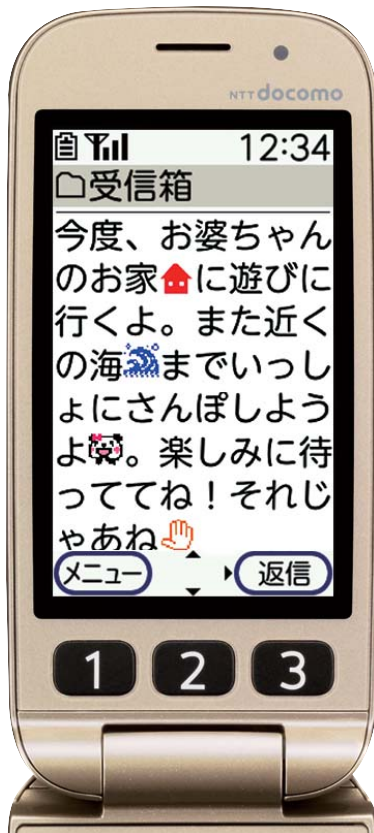 NTT docomo
12:34
受信箱
今度、お婆ちゃん
のお家に遊びに
行くよ。また近く
の海までいっし
ょにさんぽしよう
よ。楽しみに待
っててね！それじ
ゃあね
メニュー 返信
1 2 3